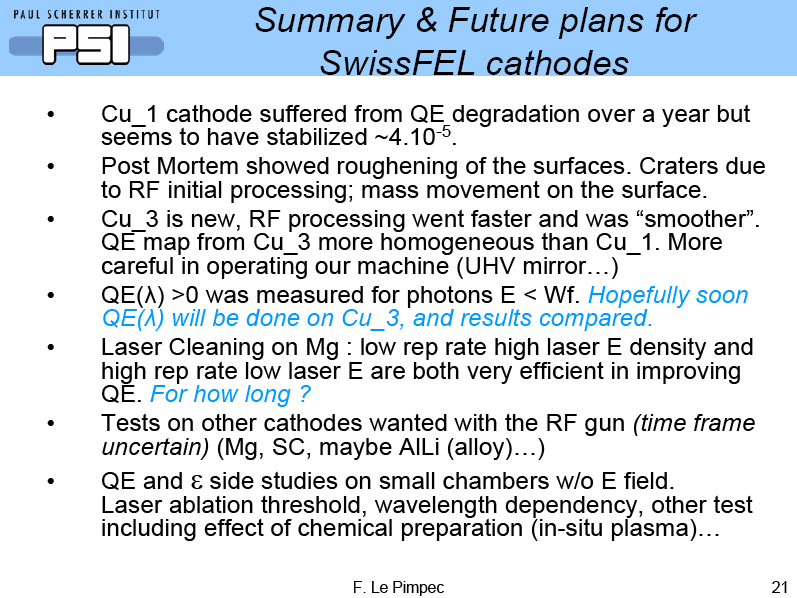 PAUL SCHERRER INSTITUT
PSI
Summary & Future plans for
SwissFEL cathodes
• Cu_1 cathode suffered from QE degradation over a year but
seems to have stabilized ~4.10⁻⁵.
• Post Mortem showed roughening of the surfaces. Craters due
to RF initial processing; mass movement on the surface.
• Cu_3 is new, RF processing went faster and was “smoother”.
QE map from Cu_3 more homogeneous than Cu_1. More
careful in operating our machine (UHV mirror…)
• QE(λ) >0 was measured for photons E < Wf. Hopefully soon
QE(λ) will be done on Cu_3, and results compared.
• Laser Cleaning on Mg : low rep rate high laser E density and
high rep rate low laser E are both very efficient in improving
QE. For how long ?
• Tests on other cathodes wanted with the RF gun (time frame
uncertain) (Mg, SC, maybe AlLi (alloy)…)
• QE and ε side studies on small chambers w/o E field.
Laser ablation threshold, wavelength dependency, other test
including effect of chemical preparation (in-situ plasma)…
F. Le Pimpec
21